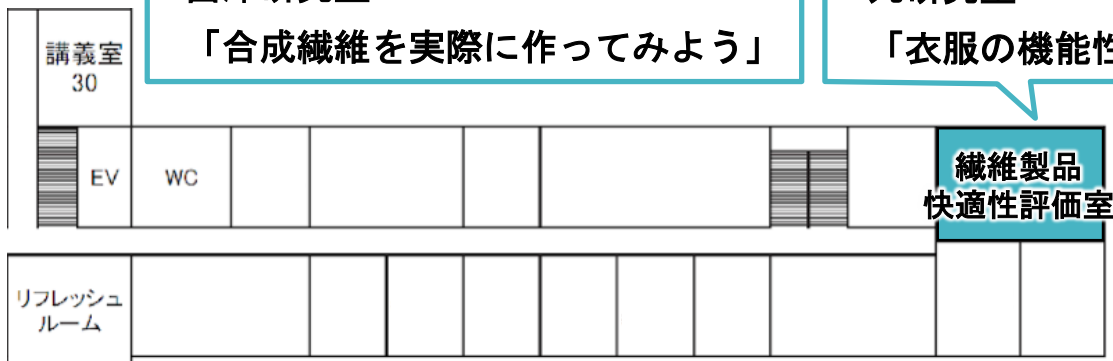 「合成繊維を実際に作ってみよう」
「衣服の機能性
講義室
30
EV
WC
繊維製品
快適性評価室
リフレッシュ
ルーム